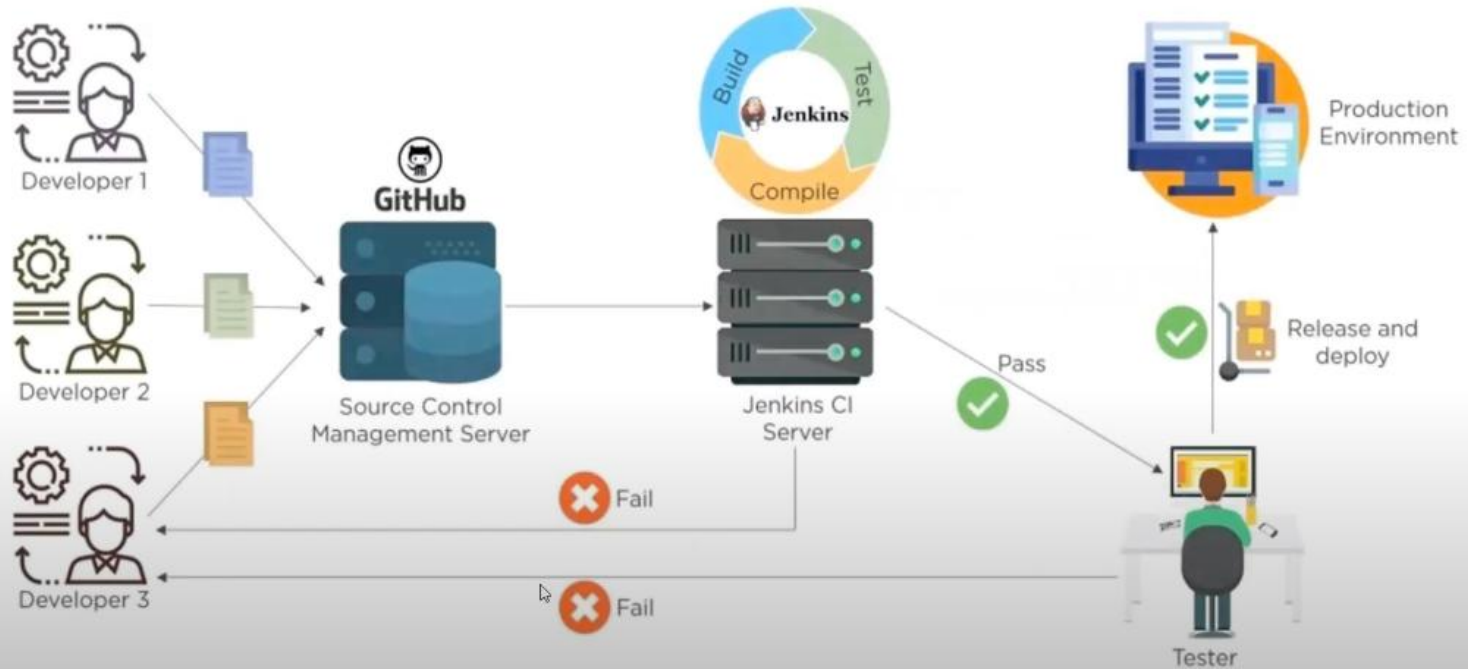 Developer 1
Developer 2
Developer 3
GitHub
Source Control
Management Server
Build
Test
Compile
Jenkins
Jenkins CI
Server
Pass
Fail
Fail
Production
Environment
Release and
deploy
Tester